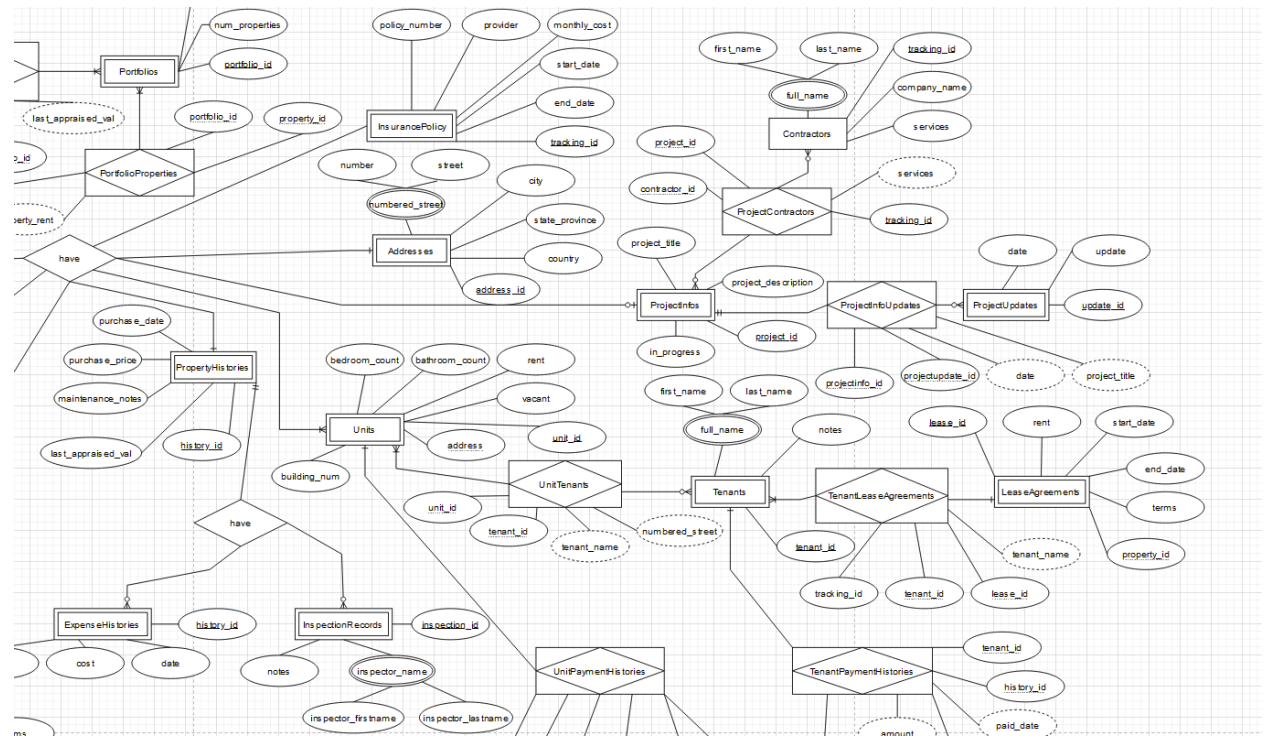 num_properties
policy_number
provider
monthly_cost
first_name
last_name
tracking_id
Portfolios
portfolio_id
start_date
company_name
full_name
last_appraised_val
portfolio_id
property_id
end_date
InsurancePolicy
services
Contractors
tracking_id
project_id
number
street
PortfolioProperties
city
services
contractor_id
numbered_street
ProjectContractors
state_province
tracking_id
project_title
date
update
Addresses
have
country
project_description
address_id
ProjectInfos
ProjectInfoUpdates
ProjectUpdates
update_id
purchase_date
project_id
in_progress
purchase_price
bedroom_count
bathroom_count
rent
PropertyHistories
projectinfo_id
projectupdate_id
date
project_title
first_name
last_name
maintenance_notes
vacant
lease_id
rent
start_date
Units
full_name
notes
last_appraised_val
history_id
address
unit_id
end_date
building_num
UnitTenants
Tenants
TenantLeaseAgreements
LeaseAgreements
unit_id
terms
have
tenant_id
numbered_street
tenant_name
tenant_id
tenant_name
property_id
tracking_id
tenant_id
lease_id
ExpenseHistories
history_id
InspectionRecords
inspection_id
tenant_id
cost
date
notes
inspector_name
UnitPaymentHistories
TenantPaymentHistories
history_id
inspector_firstname
inspector_lastname
paid_date
amount